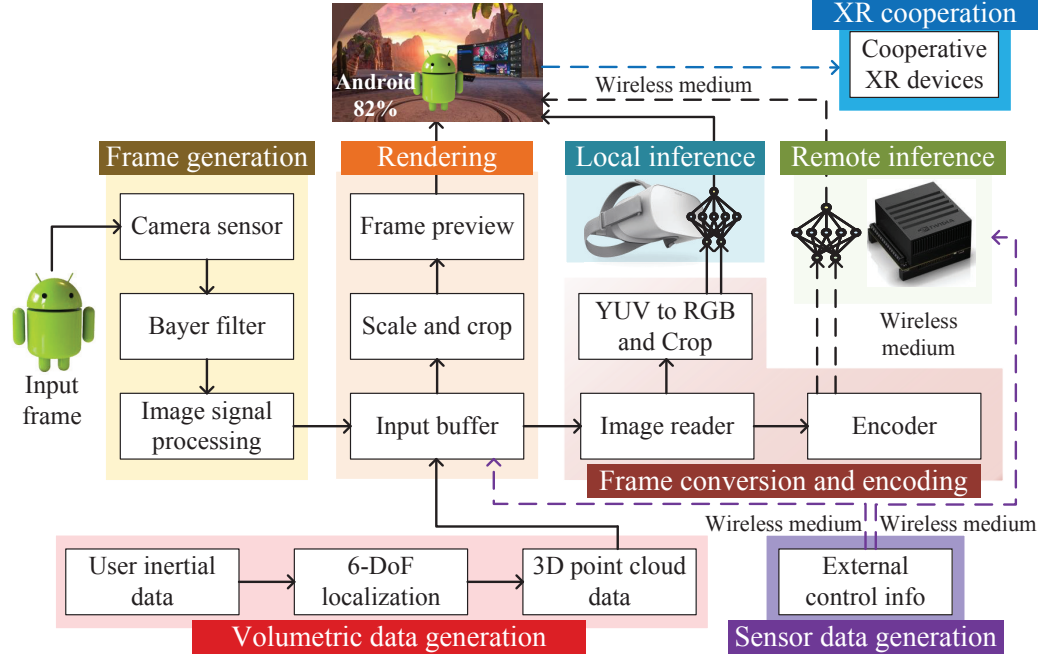 XR cooperation
Cooperative
XR devices
Android
82%
Wireless medium
Frame generation
Rendering
Local inference
Remote inference
Camera sensor
Frame preview
Bayer filter
Scale and crop
YUV to RGB
and Crop
Wireless
medium
Input
frame
Image signal
processing
Input buffer
Image reader
Encoder
Frame conversion and encoding
Wireless medium
Wireless medium
User inertial
data
6-DoF
localization
3D point cloud
data
External
control info
Volumetric data generation
Sensor data generation